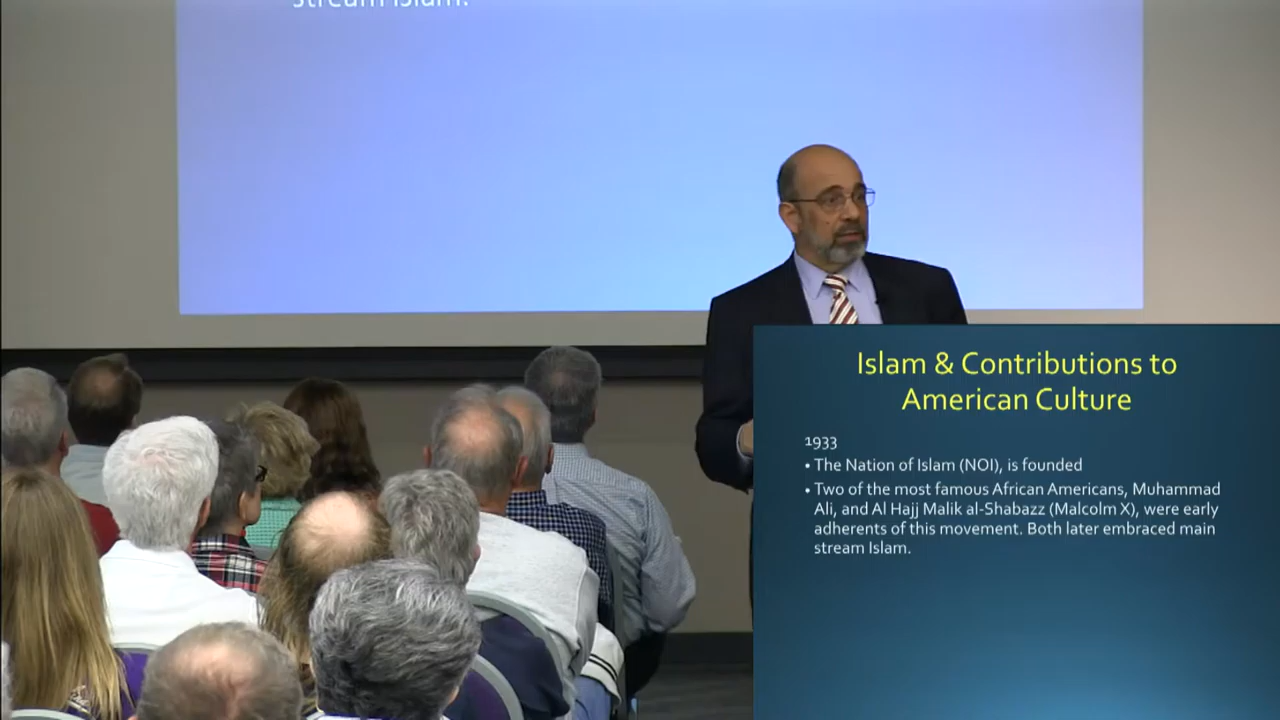 stream Islam.
Islam & Contributions to
American Culture
1933
• The Nation of Islam (NOI), is founded
• Two of the most famous African Americans, Muhammad
Ali, and Al Hajj Malik al-Shabazz (Malcolm X), were early
adherents of this movement. Both later embraced main
stream Islam.